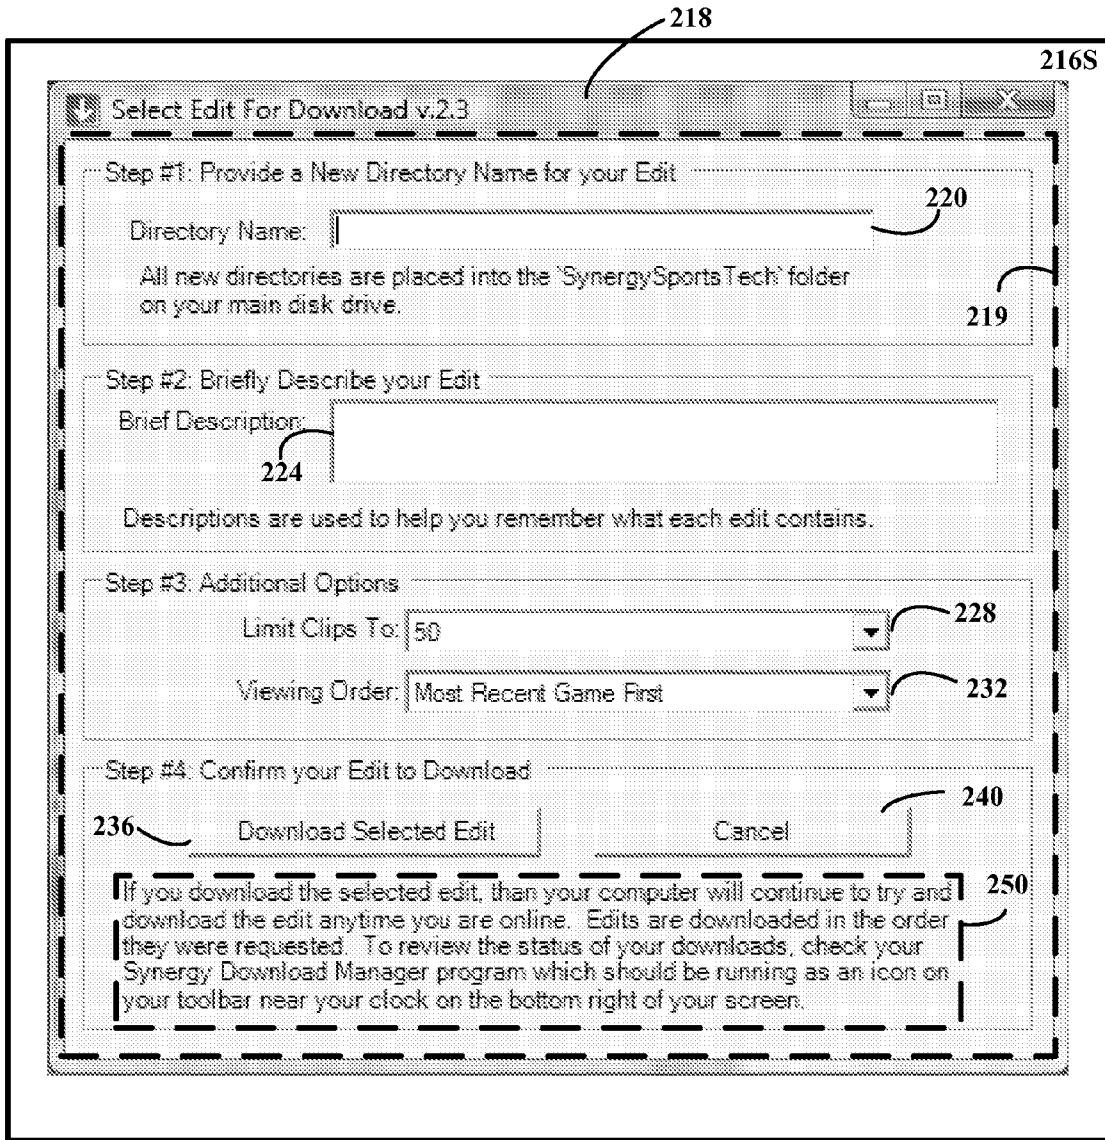 218
216S
Select Edit For Download v.2.3
Step #1: Provide a New Directory Name for your Edit
220
Directory Name:
All new directories are placed into the `SynergySportsTech` folder
on your main disk drive.
219
Step #2: Briefly Describe your Edit
Brief Description:
224
Descriptions are used to help you remember what each edit contains.
Step #3: Additional Options
Limit Clips To: 50
228
Viewing Order: Most Recent Game First
232
Step #4: Confirm your Edit to Download
240
236
Download Selected Edit
Cancel
250
If you download the selected edit, than your computer will continue to try and
download the edit anytime you are online. Edits are downloaded in the order
they were requested. To review the status of your downloads, check your
Synergy Download Manager program which should be running as an icon on
your toolbar near your clock on the bottom right of your screen.